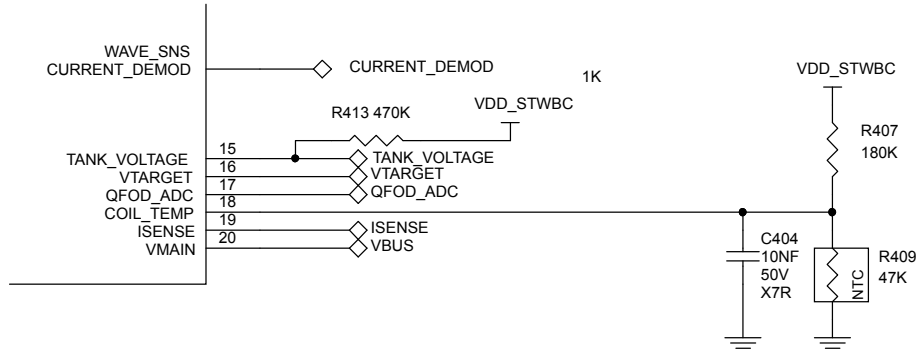 WAVE_SNS
CURRENT_DEMOD
CURRENT_DEMOD
1K
VDD_STWBC
VDD_STWBC
R413 470K
R407
180K
TANK_VOLTAGE 15 TANK_VOLTAGE
VTARGET 16 VTARGET
QFOD_ADC 17 QFOD_ADC
COIL_TEMP 18
ISENSE 19 ISENSE
VMAIN 20 VBUS
C404
10NF
50V
X7R
NTC
R409
47K